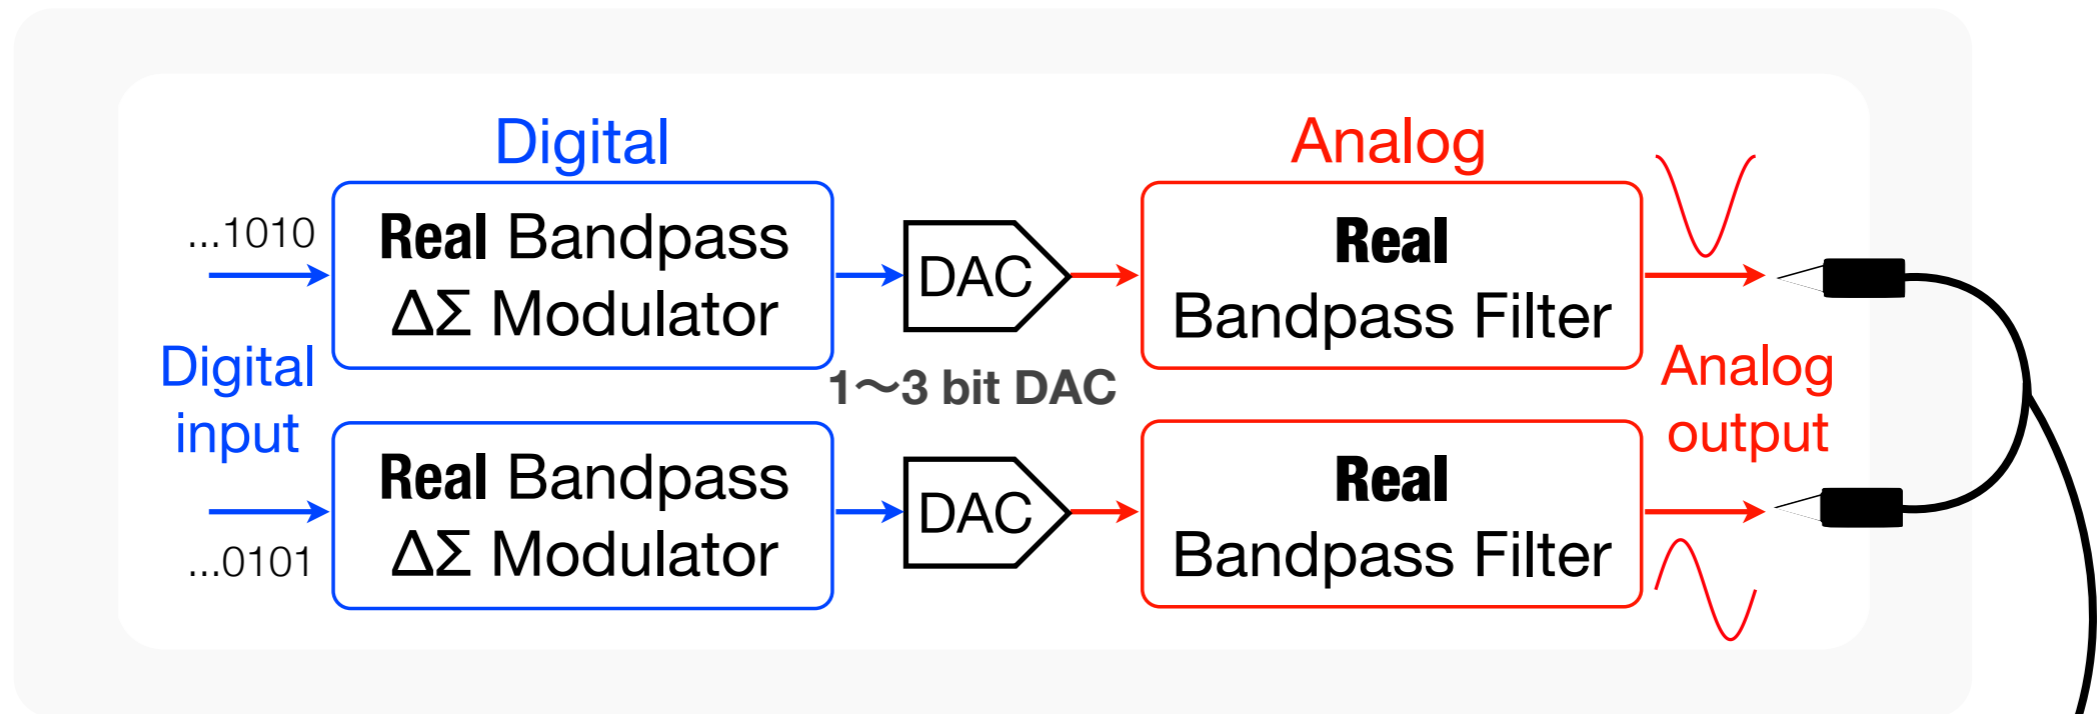 Digital
Analog
...1010
Real Bandpass
ΔΣ Modulator
DAC
Real
Bandpass Filter
Digital
input
1〜3 bit DAC
Analog
output
...0101
Real Bandpass
ΔΣ Modulator
DAC
Real
Bandpass Filter